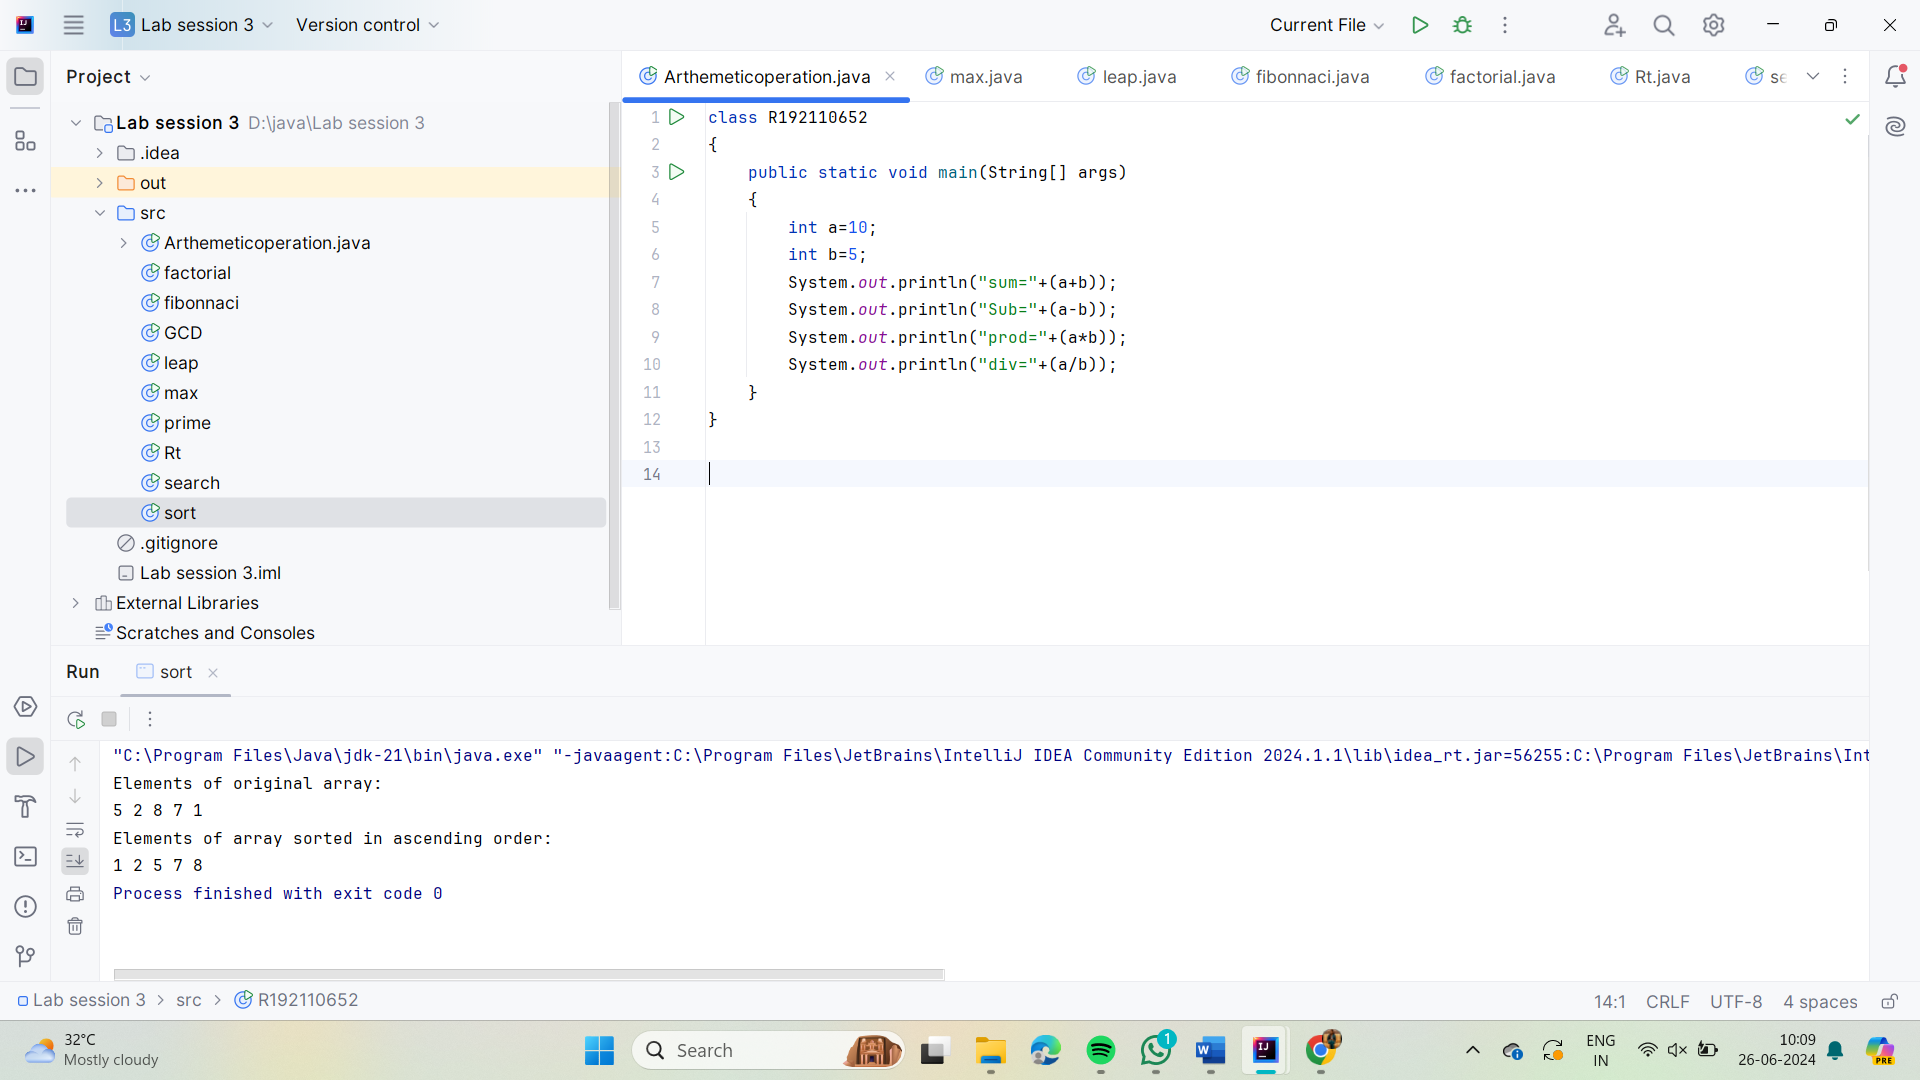 L3 Lab session 3 Version control Current File
Project
Arthemeticoperation.java max.java leap.java fibonnaci.java factorial.java Rt.java se
Lab session 3 D:\java\Lab session 3
.idea
out
src
Arthemeticoperation.java
factorial
fibonnaci
GCD
leap
max
prime
Rt
search
sort
.gitignore
Lab session 3.iml
External Libraries
Scratches and Consoles
1 class R192110652
2 {
3 public static void main(String[] args)
4 {
5 int a=10;
6 int b=5;
7 System.out.println("sum="+(a+b));
8 System.out.println("Sub="+(a-b));
9 System.out.println("prod="+(a*b));
10 System.out.println("div="+(a/b));
11 }
12 }
13
14
Run sort
"C:\Program Files\Java\jdk-21\bin\java.exe" "-javaagent:C:\Program Files\JetBrains\IntelliJ IDEA Community Edition 2024.1.1\lib\idea_rt.jar=56255:C:\Program Files\JetBrains\Int
Elements of original array:
5 2 8 7 1
Elements of array sorted in ascending order:
1 2 5 7 8
Process finished with exit code 0
Lab session 3 > src > R192110652
14:1 CRLF UTF-8 4 spaces
32°C
Mostly cloudy
Search
1
ENG
IN
10:09
26-06-2024
PRE